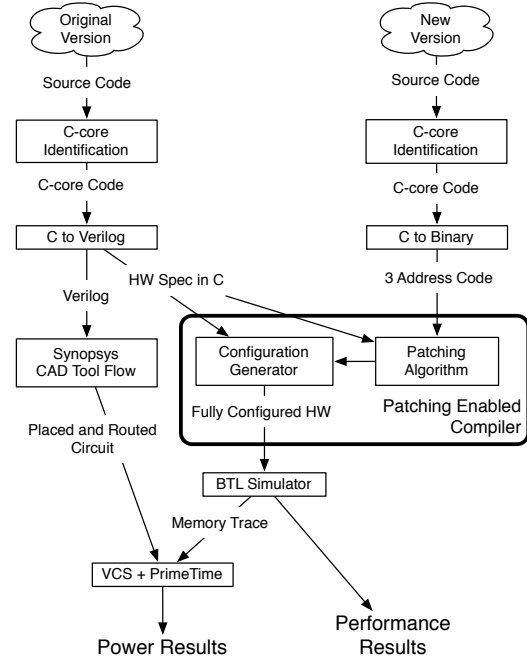 Original
Version
New
Version
Source Code
Source Code
C-core
Identification
C-core
Identification
C-core Code
C-core Code
C to Verilog
C to Binary
HW Spec in C
3 Address Code
Verilog
Synopsys
CAD Tool Flow
Configuration
Generator
Patching
Algorithm
Patching Enabled
Compiler
Fully Configured HW
Placed and Routed
Circuit
BTL Simulator
Memory Trace
VCS + PrimeTime
Power Results
Performance
Results